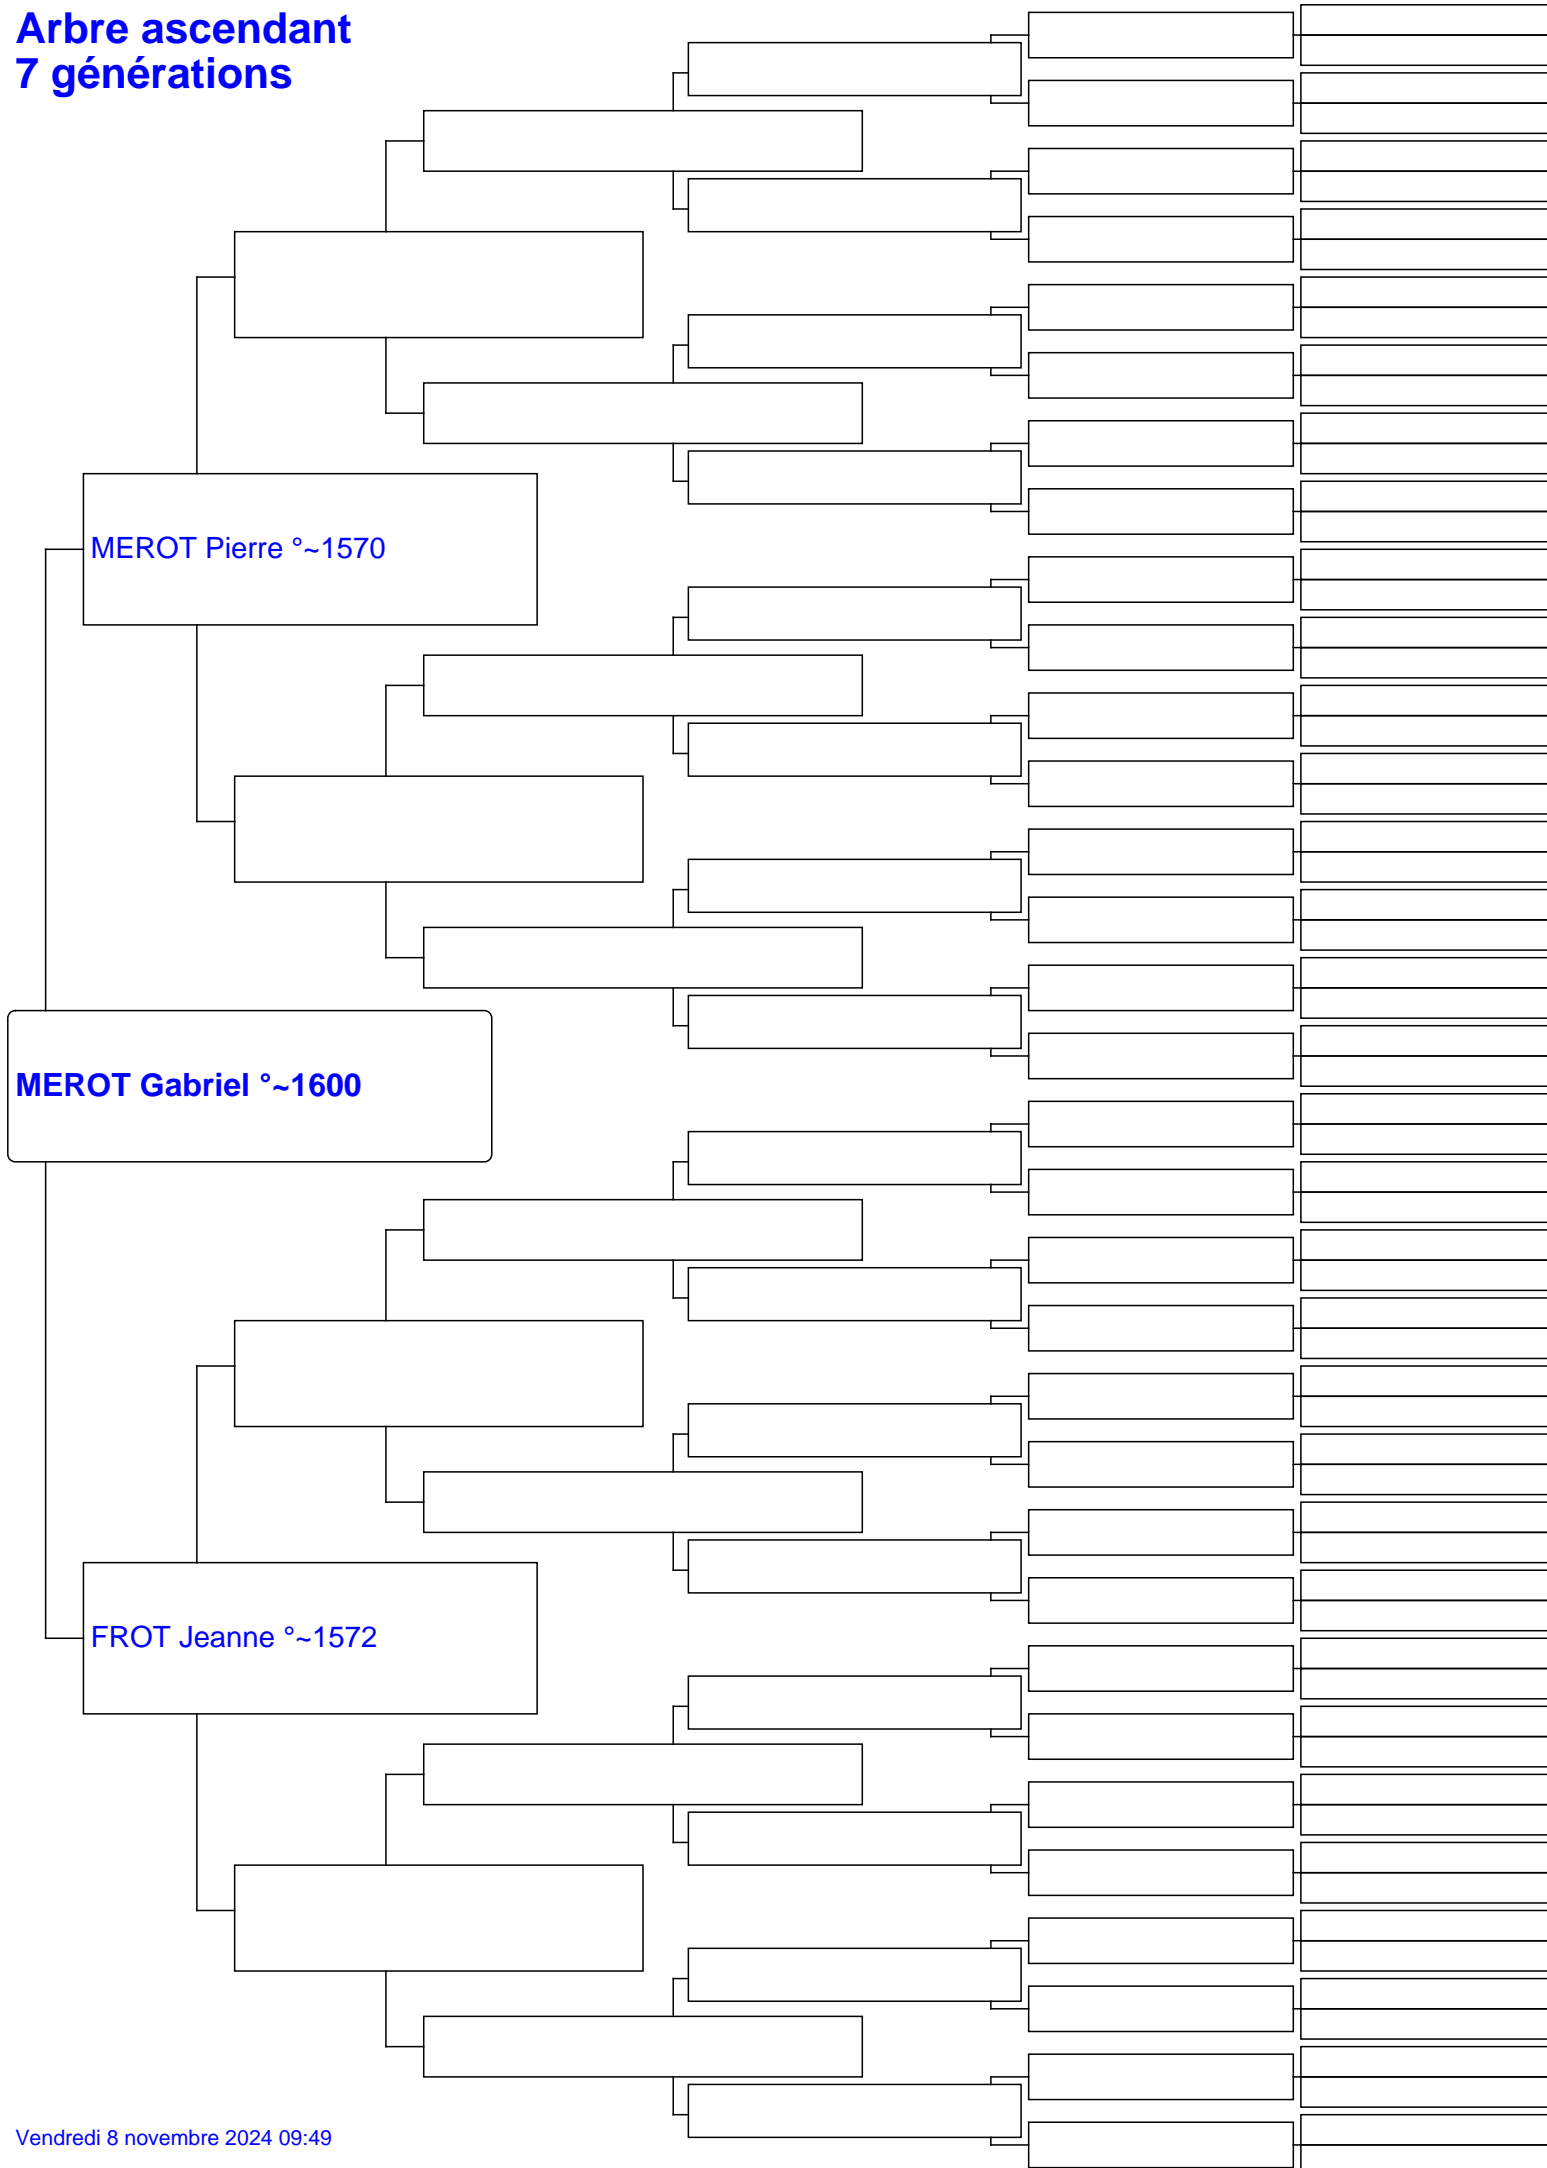 Arbre ascendant
7 générations
MEROT Pierre °~1570
MEROT Gabriel °~1600
FROT Jeanne °~1572
Vendredi 8 novembre 2024 09:49